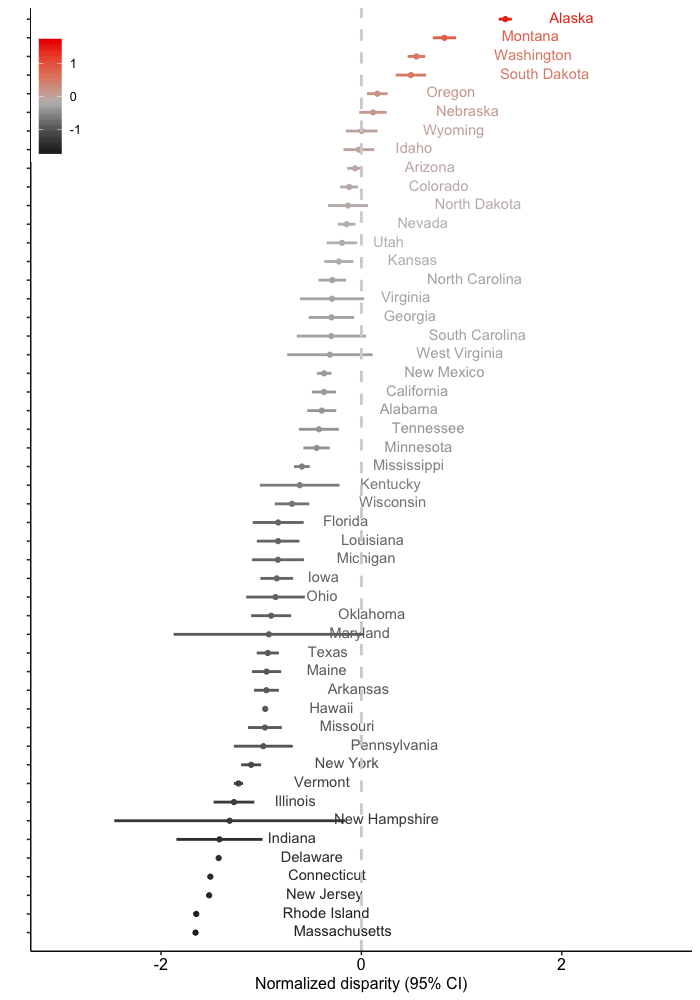 Alaska
Montana
Washington
South Dakota
1
Oregon
0
Nebraska
-1
Wyoming
Idaho
Arizona
Colorado
North Dakota
Nevada
Utah
Kansas
North Carolina
Virginia
Georgia
South Carolina
West Virginia
New Mexico
California
Alabama
Tennessee
Minnesota
Mississippi
Kentucky
Wisconsin
Florida
Louisiana
Michigan
Iowa
Ohio
Oklahoma
Maryland
Texas
Maine
Arkansas
Hawaii
Missouri
Pennsylvania
New York
Vermont
Illinois
New Hampshire
Indiana
Delaware
Connecticut
New Jersey
Rhode Island
Massachusetts
-2 0 2
Normalized disparity (95% CI)